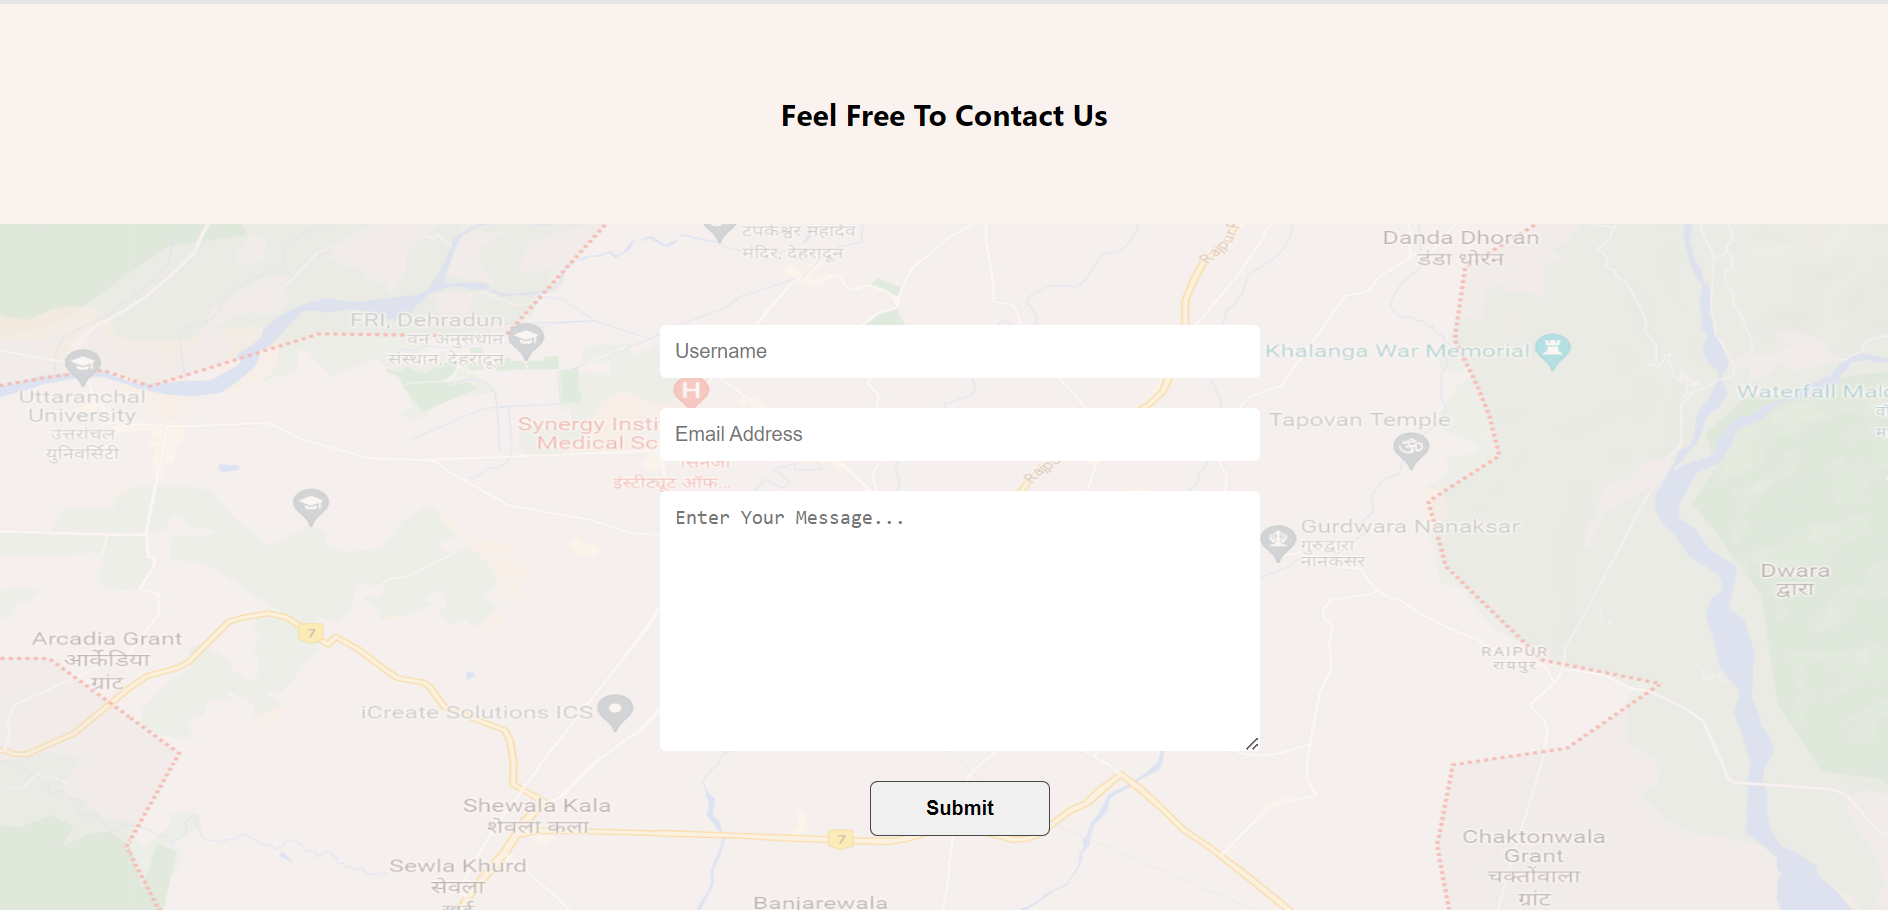 Feel Free To Contact Us
टपकेश्वर महादेव
मंदिर, देहरादून
Rajpur
Danda Dhoran
डंडा धोरन
FRI, Dehradun
वन अनुसंधान
संस्थान, देहरादून
Username
Khalanga War Memorial
Uttaranchal
University
उत्तरांचल
युनिवर्सिटी
H
Synergy Insti
Medical Sc
इंस्टीट्यूट ऑफ...
Email Address
Tapovan Temple
Waterfall
Enter Your Message...
Gurdwara Nanaksar
गुरुद्वारा
नानकसर
Dwara
द्वारा
Arcadia Grant
आर्केडिया
ग्रांट
7
RAIPUR
रायपुर
iCreate Solutions ICS
Submit
Shewala Kala
शेवला कला
7
Chaktonwala
Grant
चक्तोंवाला
ग्रांट
Sewla Khurd
सेवला
Banjarewala